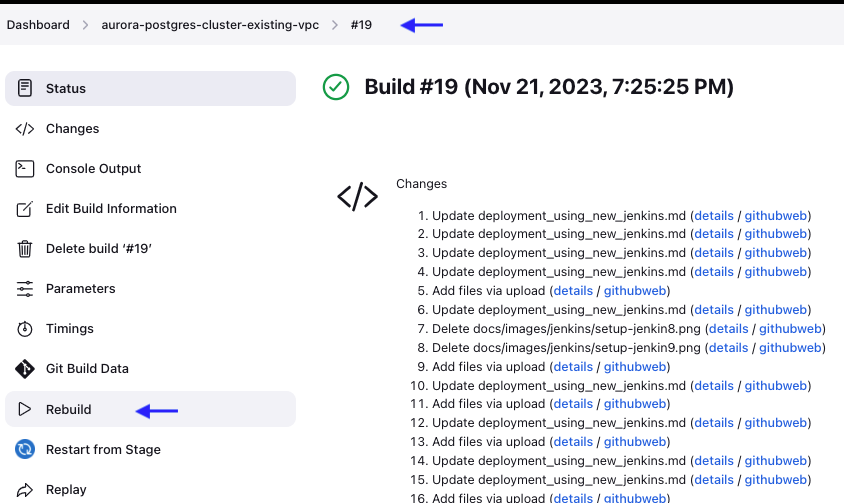 Dashboard > aurora-postgres-cluster-existing-vpc > #19
Status
Changes
Console Output
Edit Build Information
Delete build ‘#19’
Parameters
Timings
Git Build Data
Rebuild
Restart from Stage
Replay
Build #19 (Nov 21, 2023, 7:25:25 PM)
Changes
1. Update deployment_using_new_jenkins.md (details / githubweb)
2. Update deployment_using_new_jenkins.md (details / githubweb)
3. Update deployment_using_new_jenkins.md (details / githubweb)
4. Update deployment_using_new_jenkins.md (details / githubweb)
5. Add files via upload (details / githubweb)
6. Update deployment_using_new_jenkins.md (details / githubweb)
7. Delete docs/images/jenkins/setup-jenkin8.png (details / githubweb)
8. Delete docs/images/jenkins/setup-jenkin9.png (details / githubweb)
9. Add files via upload (details / githubweb)
10. Update deployment_using_new_jenkins.md (details / githubweb)
11. Add files via upload (details / githubweb)
12. Update deployment_using_new_jenkins.md (details / githubweb)
13. Add files via upload (details / githubweb)
14. Update deployment_using_new_jenkins.md (details / githubweb)
15. Update deployment_using_new_jenkins.md (details / githubweb)
16. Add files via upload (details / githubweb)